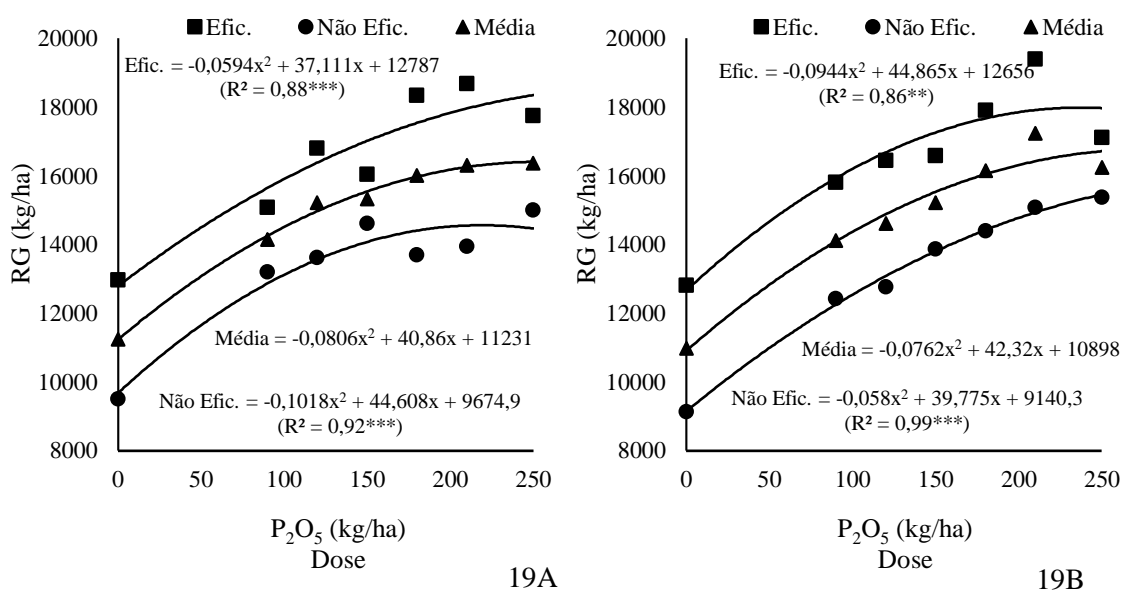 Efic. Não Efic. Média
20000
18000
16000
14000
12000
10000
8000
RG (kg/ha)
Efic. = -0,0594x² + 37,111x + 12787
(R² = 0,88***)
Média = -0,0806x² + 40,86x + 11231
Não Efic. = -0,1018x² + 44,608x + 9674,9
(R² = 0,92***)
0 50 100 150 200 250
P₂O₅ (kg/ha)
Dose
19A
Efic. Não Efic. Média
20000
18000
16000
14000
12000
10000
8000
RG (kg/ha)
Efic. = -0,0944x² + 44,865x + 12656
(R² = 0,86**)
Média = -0,0762x² + 42,32x + 10898
Não Efic. = -0,058x² + 39,775x + 9140,3
(R² = 0,99***)
0 50 100 150 200 250
P₂O₅ (kg/ha)
Dose
19B